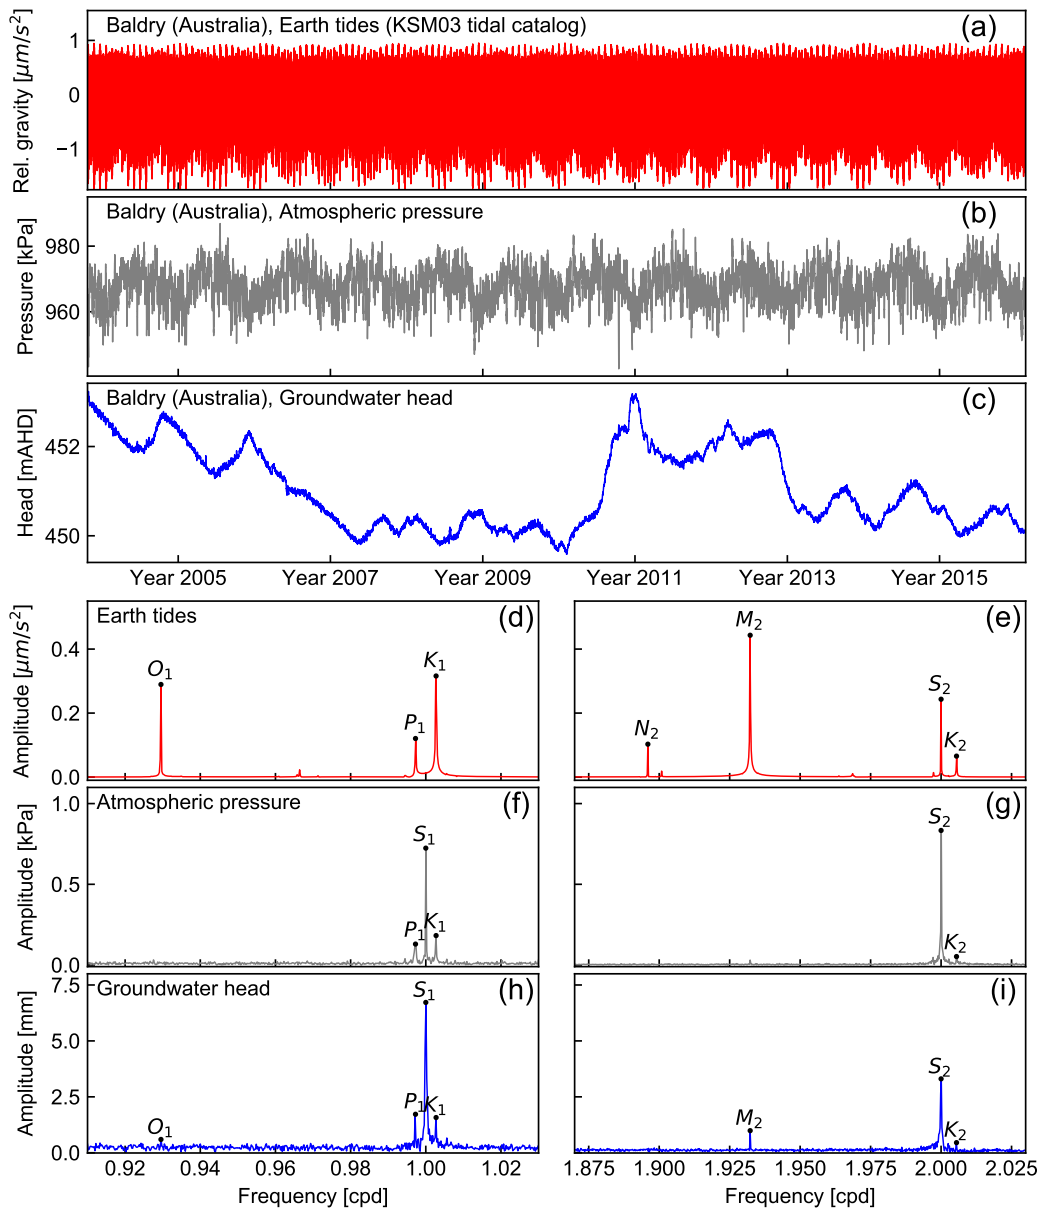 Baldry (Australia), Earth tides (KSM03 tidal catalog)
(a)
Rel. gravity [μm/s²]
1
0
−1
Baldry (Australia), Atmospheric pressure
(b)
Pressure [kPa]
980
960
Baldry (Australia), Groundwater head
(c)
Head [mAHD]
452
450
Year 2005 Year 2007 Year 2009 Year 2011 Year 2013 Year 2015
Earth tides
(d)
Amplitude [μm/s²]
0.4
0.2
0.0
O₁
P₁
K₁
(e)
N₂
M₂
S₂
K₂
Atmospheric pressure
(f)
Amplitude [kPa]
1.0
0.5
0.0
S₁
P₁
K₁
(g)
S₂
K₂
Groundwater head
(h)
Amplitude [mm]
7.5
5.0
2.5
0.0
O₁
S₁
P₁
K₁
(i)
M₂
S₂
K₂
0.92 0.94 0.96 0.98 1.00 1.02
Frequency [cpd]
1.875 1.900 1.925 1.950 1.975 2.000 2.025
Frequency [cpd]